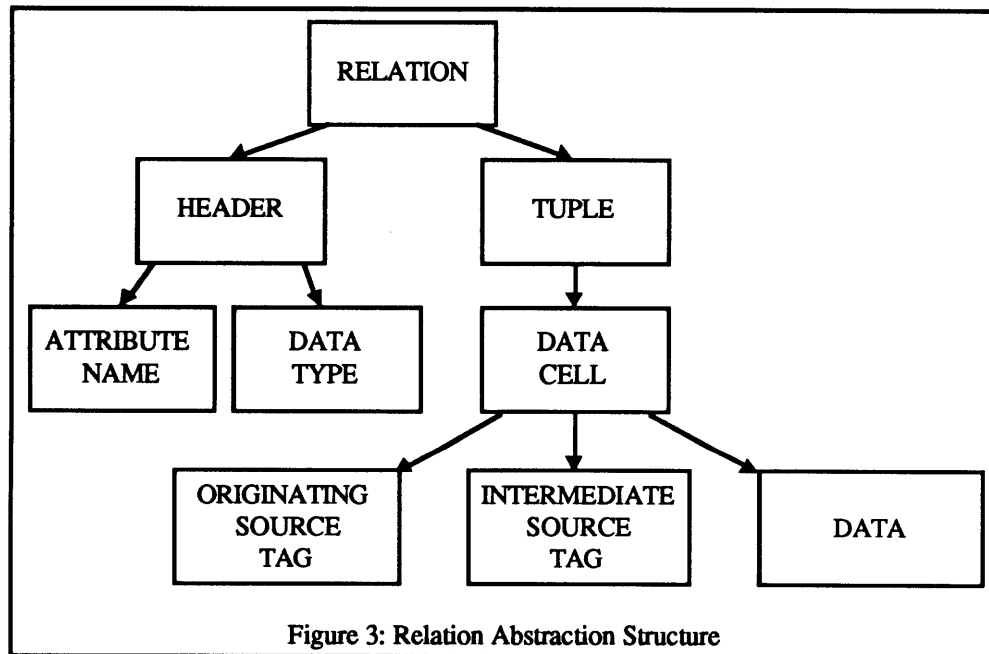 RELATION
HEADER
TUPLE
ATTRIBUTE
NAME
DATA
TYPE
DATA
CELL
ORIGINATING
SOURCE
TAG
INTERMEDIATE
SOURCE
TAG
DATA
Figure 3: Relation Abstraction Structure